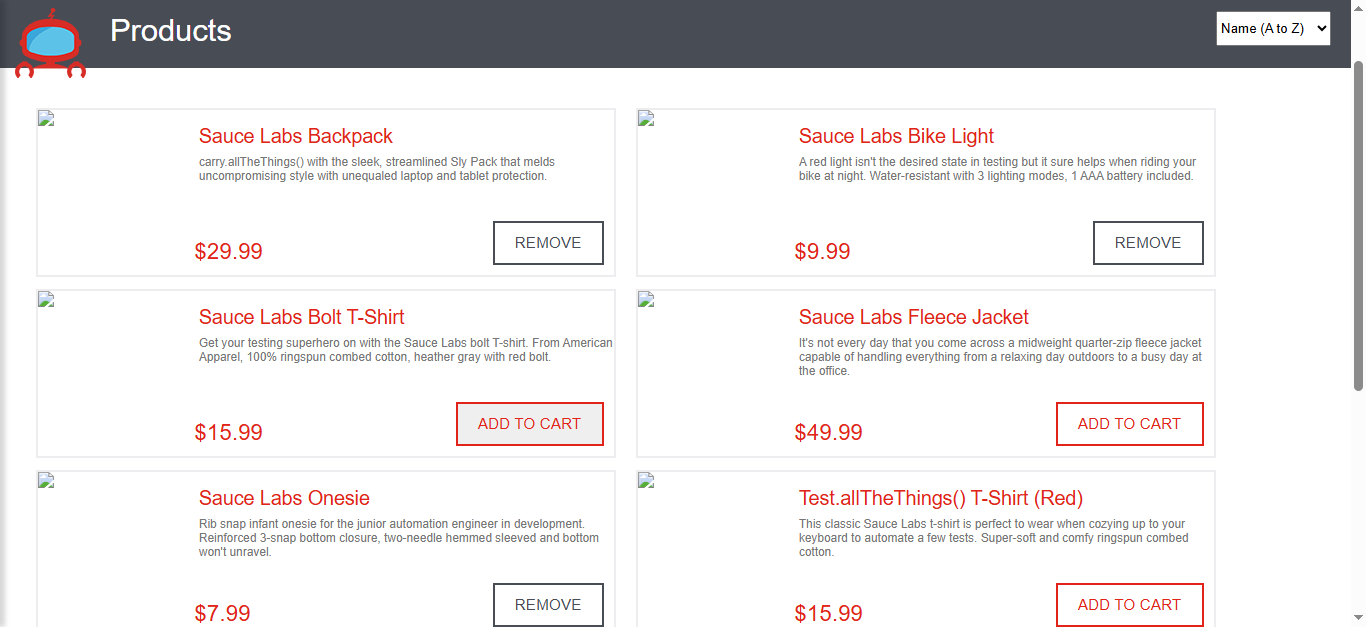 Products
Name (A to Z)
Sauce Labs Backpack
carry.allTheThings() with the sleek, streamlined Sly Pack that melds
uncompromising style with unequaled laptop and tablet protection.
$29.99
REMOVE
Sauce Labs Bike Light
A red light isn't the desired state in testing but it sure helps when riding your
bike at night. Water-resistant with 3 lighting modes, 1 AAA battery included.
$9.99
REMOVE
Sauce Labs Bolt T-Shirt
Get your testing superhero on with the Sauce Labs bolt T-shirt. From American
Apparel, 100% ringspun combed cotton, heather gray with red bolt.
$15.99
ADD TO CART
Sauce Labs Fleece Jacket
It's not every day that you come across a midweight quarter-zip fleece jacket
capable of handling everything from a relaxing day outdoors to a busy day at
the office.
$49.99
ADD TO CART
Sauce Labs Onesie
Rib snap infant onesie for the junior automation engineer in development.
Reinforced 3-snap bottom closure, two-needle hemmed sleeved and bottom
won't unravel.
$7.99
REMOVE
Test.allTheThings() T-Shirt (Red)
This classic Sauce Labs t-shirt is perfect to wear when cozying up to your
keyboard to automate a few tests. Super-soft and comfy ringspun combed
cotton.
$15.99
ADD TO CART